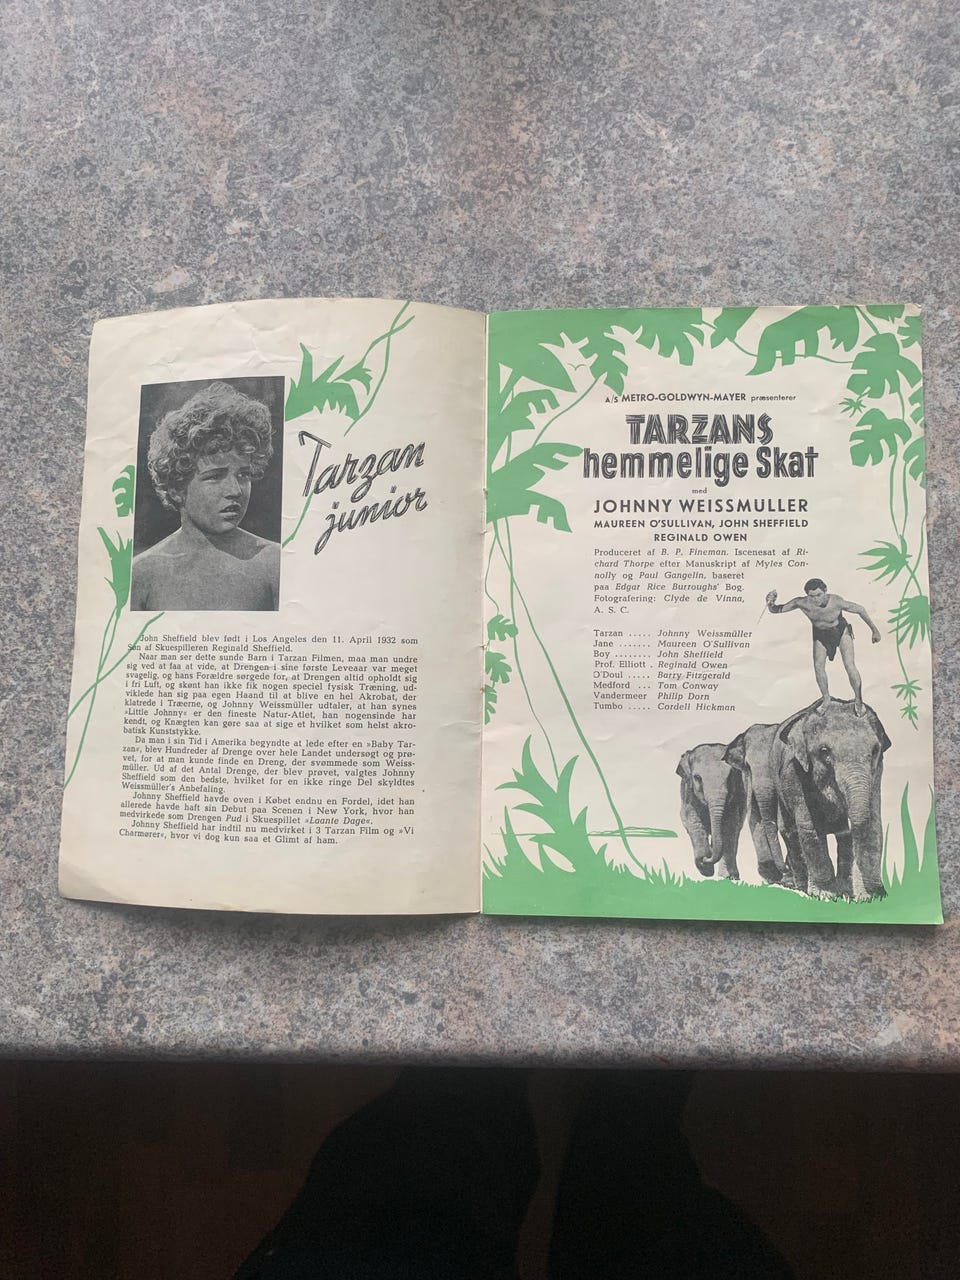 Tarzan
junior
John Sheffield blev født i Los Angeles den 11. April 1932 som
Søn af Skuespilleren Reginald Sheffield.
Naar man ser dette sunde Barn i Tarzan Filmen, maa man undre
sig ved at faa at vide, at Drengen i sine første Leveaar var meget
svagelig, og hans Forældre sørgede for, at Drengen altid opholdt sig
i fri Luft, og skønt han ikke fik nogen speciel fysisk Træning, ud-
viklede han sig paa egen Haand til at blive en hel Akrobat, der
klatrede i Træerne, og Johnny Weissmüller udtaler, at han synes
»Little Johnny« er den fineste Natur-Atlet, han nogensinde har
kendt, og Knægten kan gøre saa at sige et hvilket som helst akro-
batisk Kunststykke.
Da man i sin Tid i Amerika begyndte at lede efter en »Baby Tar-
zan«, blev Hundreder af Drenge over hele Landet undersøgt og prø-
vet, for at man kunde finde en Dreng, der svømmede som Weiss-
müller. Ud af det Antal Drenge, der blev prøvet, valgtes Johnny
Sheffield som den bedste, hvilket for en ikke ringe Del skyldtes
Weissmüller's Anbefaling.
Johnny Sheffield havde oven i Købet endnu en Fordel, idet han
allerede havde haft sin Debut paa Scenen i New York, hvor han
medvirkede som Drengen Pud i Skuespillet »Laante Dage«.
Johnny Sheffield har indtil nu medvirket i 3 Tarzan Film og »Vi
Charmører«, hvor vi dog kun saa et Glimt af ham.
A/S METRO-GOLDWYN-MAYER præsenterer
TARZANS
hemmelige Skat
med
JOHNNY WEISSMÜLLER
MAUREEN O'SULLIVAN, JOHN SHEFFIELD
REGINALD OWEN
Produceret af B. P. Fineman. Iscenesat af Ri-
chard Thorpe efter Manuskript af Myles Con-
nolly og Paul Gangelin, baseret
paa Edgar Rice Burroughs' Bog.
Fotografering: Clyde de Vinna,
A. S. C.
Tarzan ..... Johnny Weissmüller
Jane ....... Maureen O'Sullivan
Boy ........ John Sheffield
Prof. Elliott . Reginald Owen
O'Doul ..... Barry Fitzgerald
Medford ... Tom Conway
Vandermeer Philip Dorn
Tumbo ..... Cordell Hickman